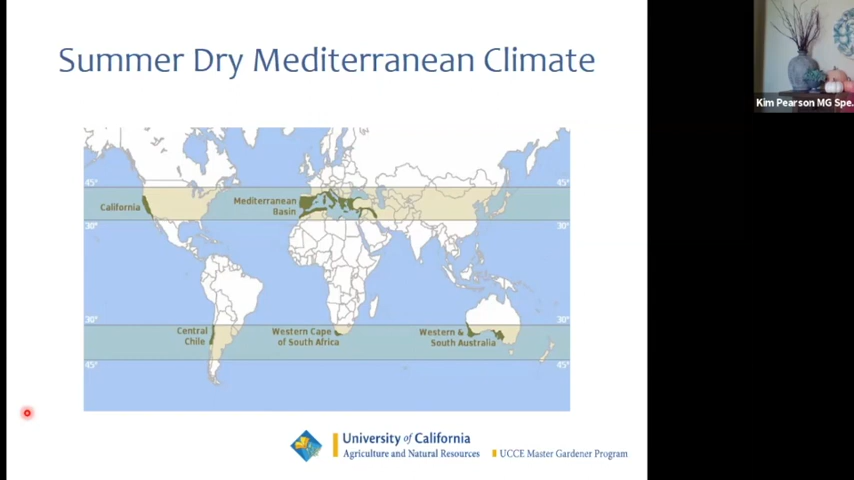 Summer Dry Mediterranean Climate
Kim Pearson MG Spe...
45°
California
Mediterranean
Basin
30°
30°
Central
Chile
Western Cape
of South Africa
Western &
South Australia
45°
45°
30°
30°
45°
University of California
Agriculture and Natural Resources
UCCE Master Gardener Program